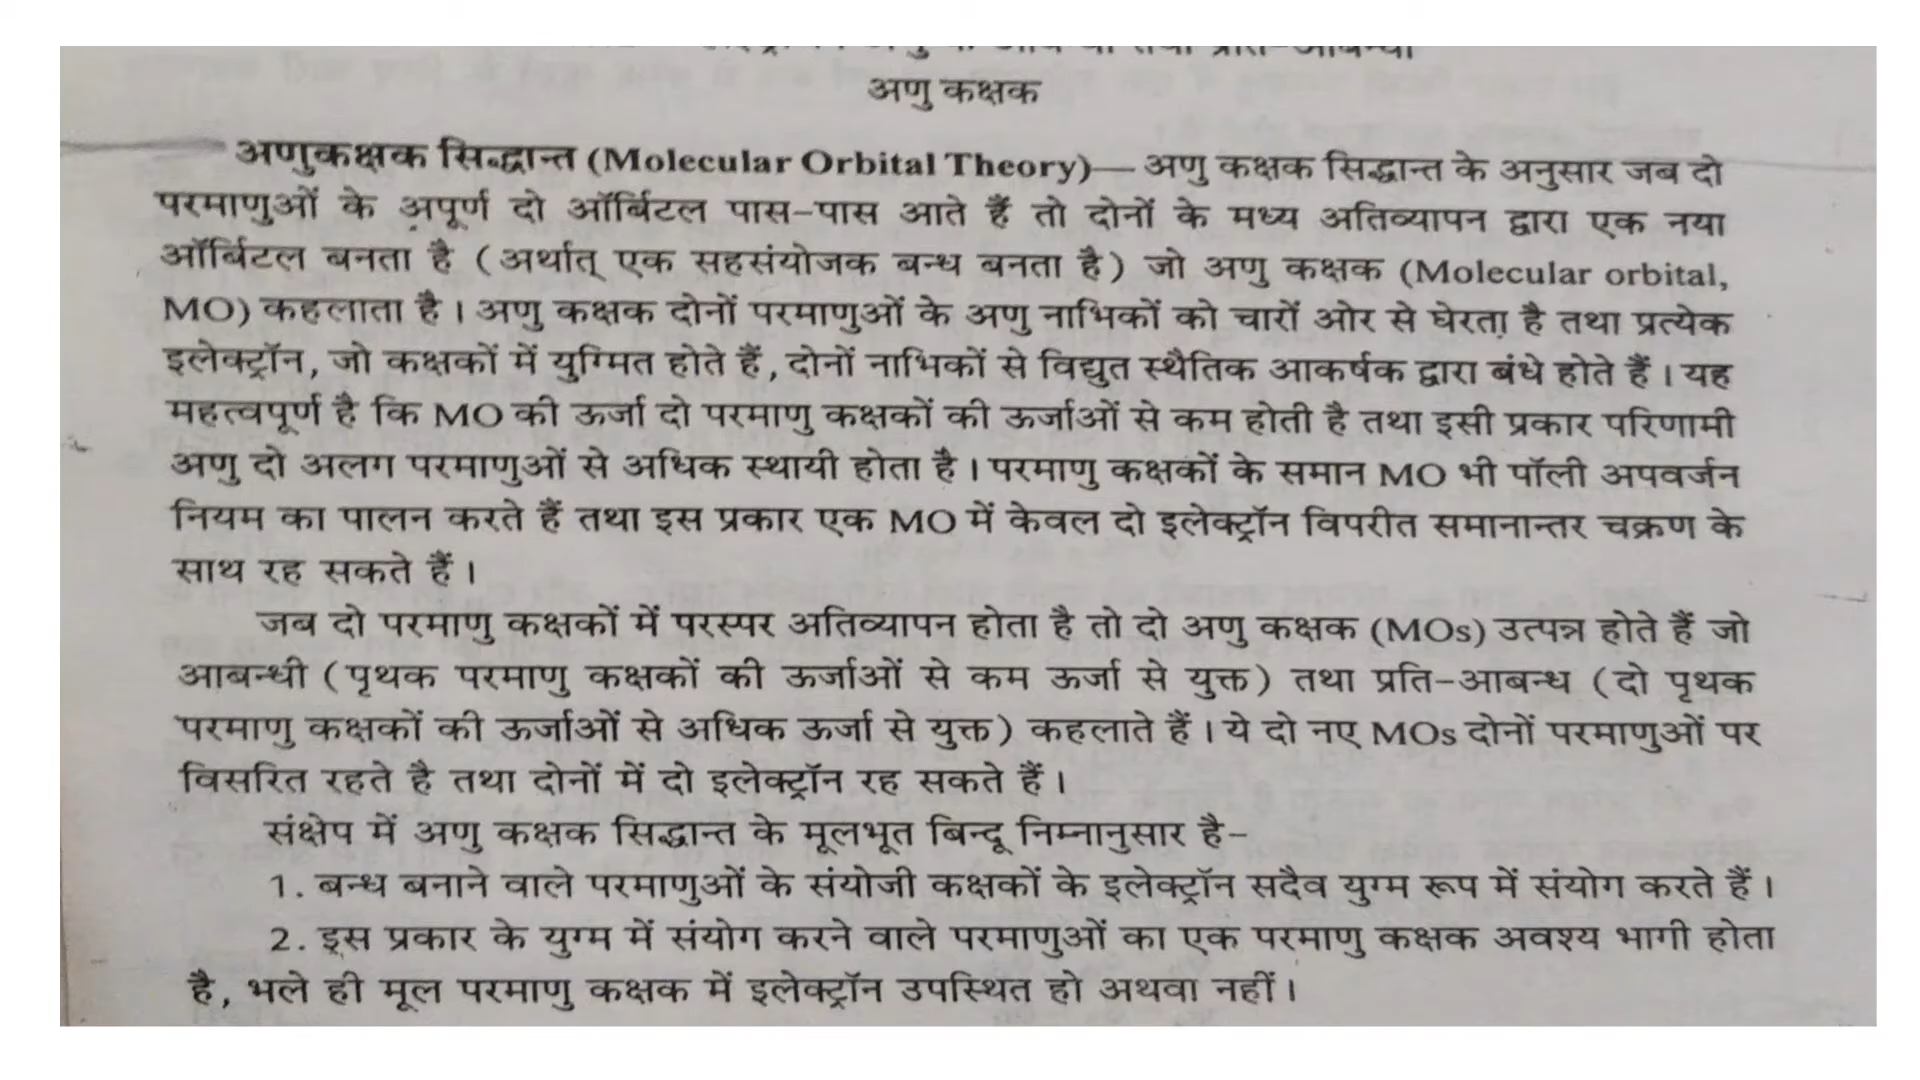 अणु कक्षक
अणुकक्षक सिद्धान्त (Molecular Orbital Theory)— अणु कक्षक सिद्धान्त के अनुसार जब दो
परमाणुओं के अपूर्ण दो ऑर्बिटल पास-पास आते हैं तो दोनों के मध्य अतिव्यापन द्वारा एक नया
ऑर्बिटल बनता है (अर्थात् एक सहसंयोजक बन्ध बनता है) जो अणु कक्षक (Molecular orbital,
MO) कहलाता है। अणु कक्षक दोनों परमाणुओं के अणु नाभिकों को चारों ओर से घेरता है तथा प्रत्येक
इलेक्ट्रॉन, जो कक्षकों में युग्मित होते हैं, दोनों नाभिकों से विद्युत स्थैतिक आकर्षक द्वारा बंधे होते हैं। यह
महत्वपूर्ण है कि MO की ऊर्जा दो परमाणु कक्षकों की ऊर्जाओं से कम होती है तथा इसी प्रकार परिणामी
अणु दो अलग परमाणुओं से अधिक स्थायी होता है। परमाणु कक्षकों के समान MO भी पॉली अपवर्जन
नियम का पालन करते हैं तथा इस प्रकार एक MO में केवल दो इलेक्ट्रॉन विपरीत समानान्तर चक्रण के
साथ रह सकते हैं।
जब दो परमाणु कक्षकों में परस्पर अतिव्यापन होता है तो दो अणु कक्षक (MOs) उत्पन्न होते हैं जो
आबन्धी (पृथक परमाणु कक्षकों की ऊर्जाओं से कम ऊर्जा से युक्त) तथा प्रति-आबन्ध (दो पृथक
परमाणु कक्षकों की ऊर्जाओं से अधिक ऊर्जा से युक्त) कहलाते हैं। ये दो नए MOs दोनों परमाणुओं पर
विसरित रहते है तथा दोनों में दो इलेक्ट्रॉन रह सकते हैं।
संक्षेप में अणु कक्षक सिद्धान्त के मूलभूत बिन्दू निम्नानुसार है-
1. बन्ध बनाने वाले परमाणुओं के संयोजी कक्षकों के इलेक्ट्रॉन सदैव युग्म रूप में संयोग करते हैं।
2. इस प्रकार के युग्म में संयोग करने वाले परमाणुओं का एक परमाणु कक्षक अवश्य भागी होता
है, भले ही मूल परमाणु कक्षक में इलेक्ट्रॉन उपस्थित हो अथवा नहीं।